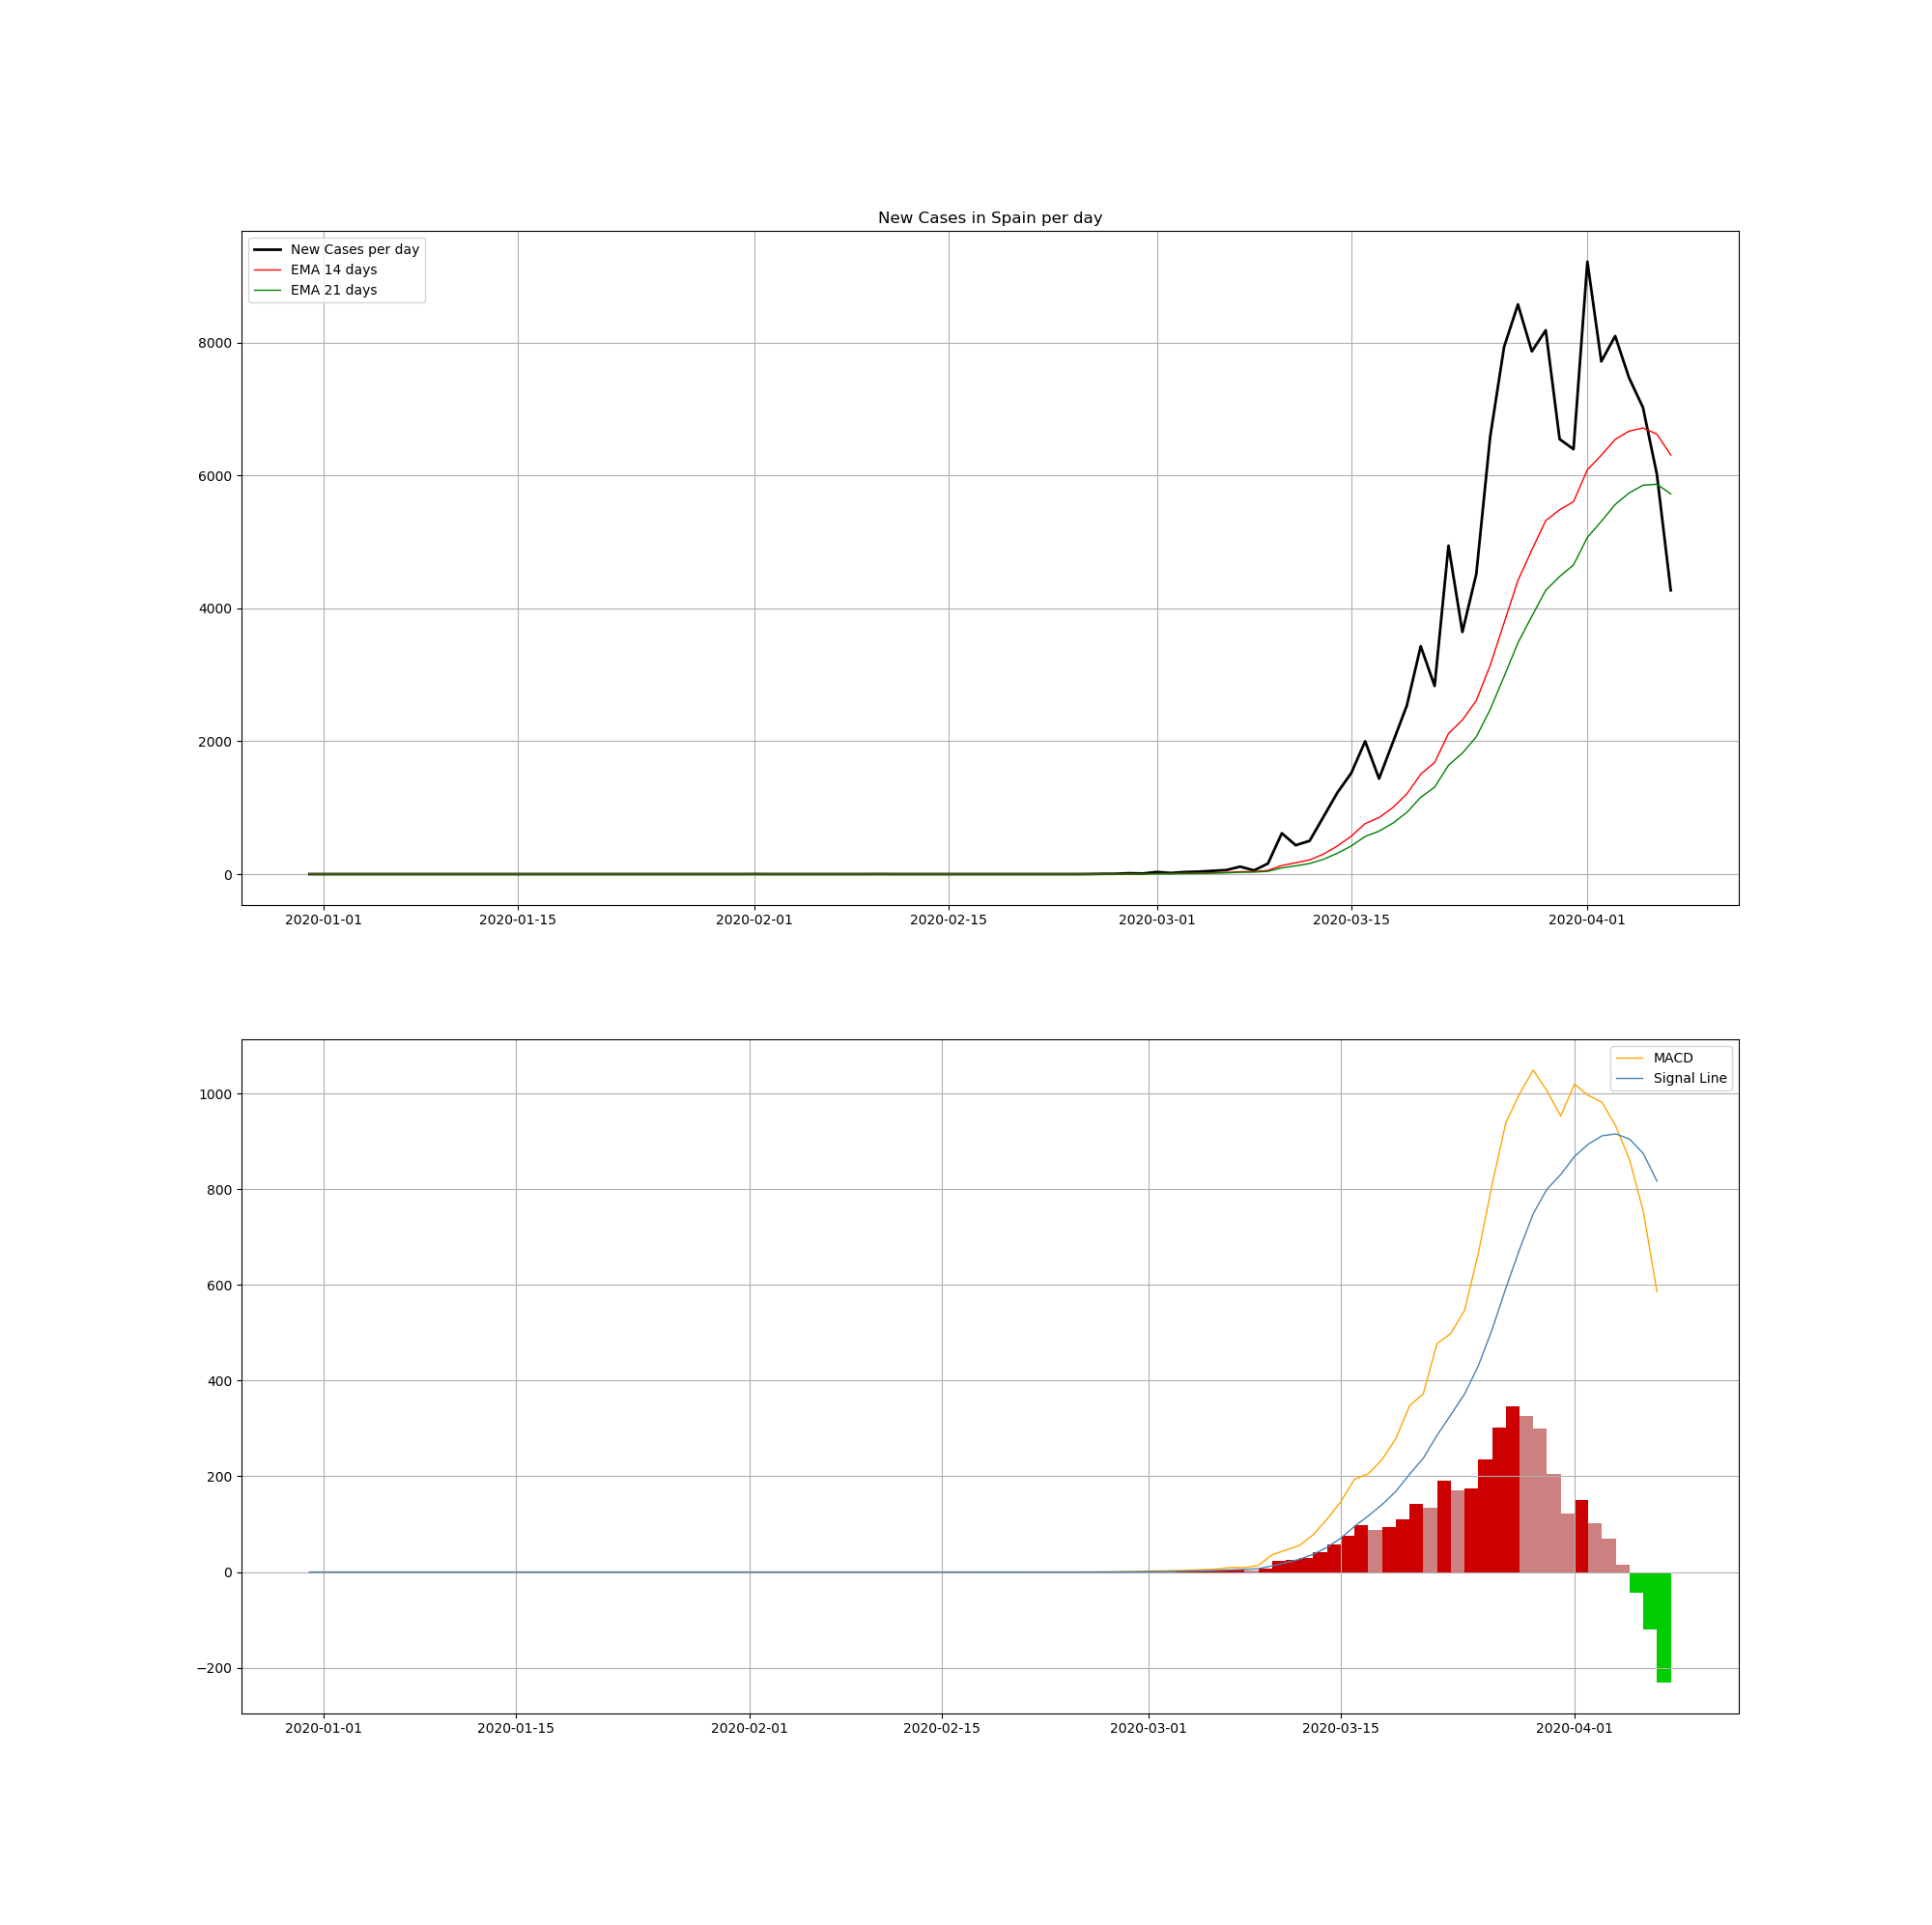 New Cases in Spain per day
New Cases per day
EMA 14 days
EMA 21 days
8000
6000
4000
2000
0
2020-01-01 2020-01-15 2020-02-01 2020-02-15 2020-03-01 2020-03-15 2020-04-01
MACD
Signal Line
1000
800
600
400
200
0
−200
2020-01-01 2020-01-15 2020-02-01 2020-02-15 2020-03-01 2020-03-15 2020-04-01